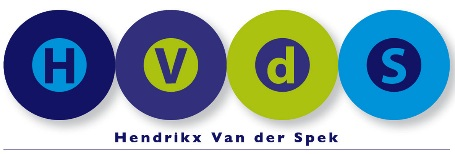 H V d S
Hendrikx Van der Spek